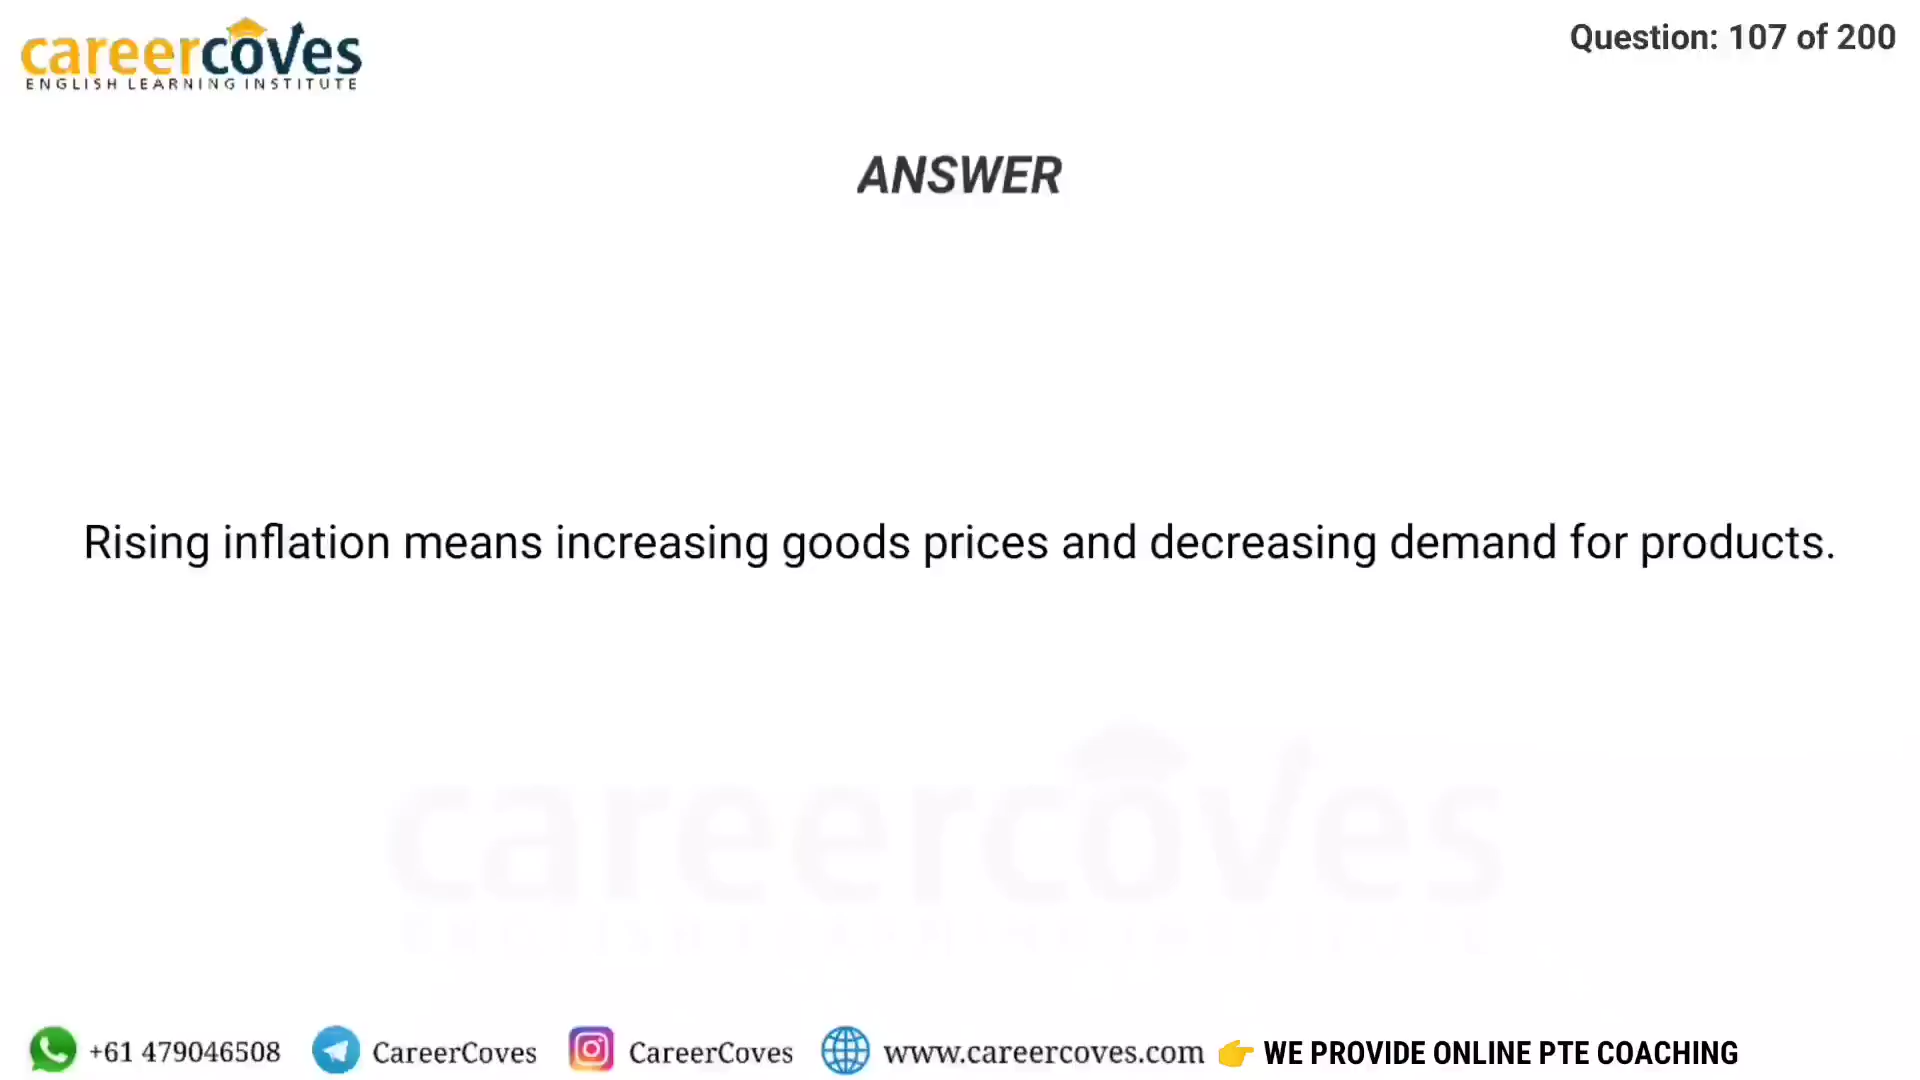 careercoves
ENGLISH LEARNING INSTITUTE
Question: 107 of 200
ANSWER
Rising inflation means increasing goods prices and decreasing demand for products.
careercoves
+61 479046508 CareerCoves CareerCoves www.careercoves.com 👉 WE PROVIDE ONLINE PTE COACHING